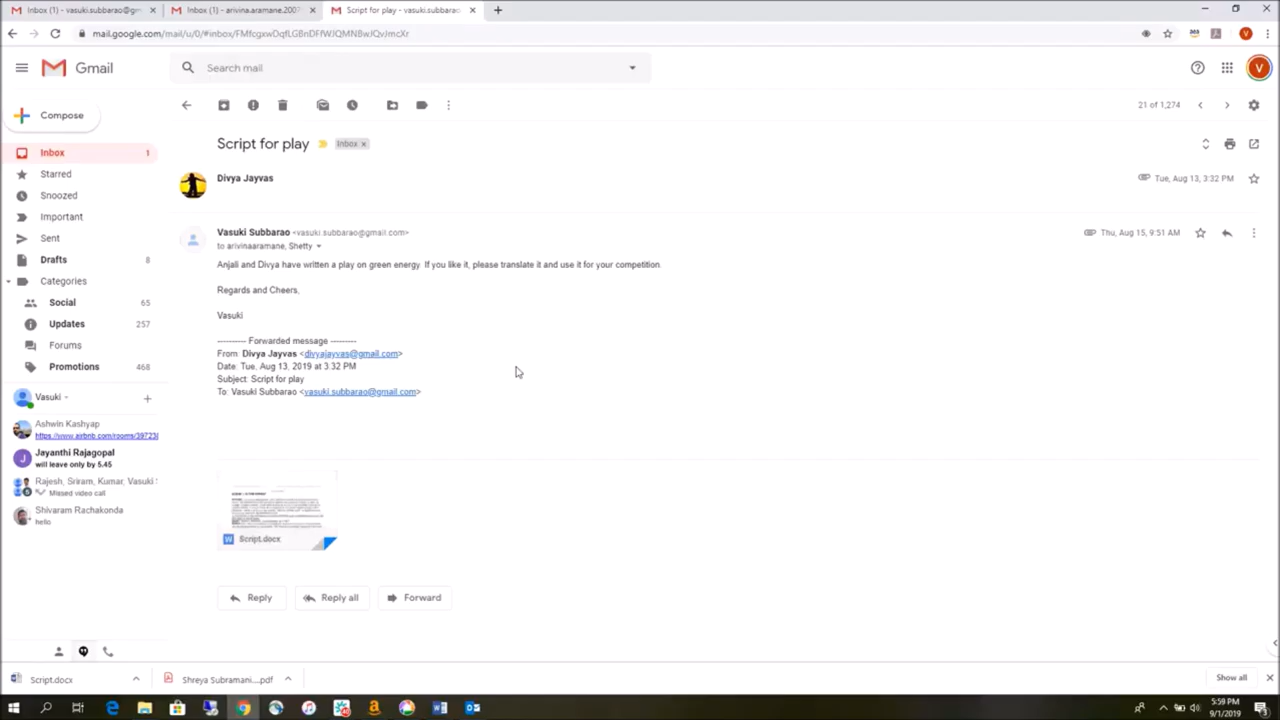 Inbox (1) - vasuki.subbarao@gm
Inbox (1) - arivina.aramane.2007
Script for play - vasuki.subbarao
mail.google.com/mail/u/0/#inbox/
V
Gmail
Search mail
V
Compose
21 of 1,274
Script for play
Inbox x
Inbox 1
Starred
Divya Jayvas
Tue, Aug 13, 3:32 PM
Snoozed
Important
Vasuki Subbarao <vasuki.subbarao@gmail.com>
Thu, Aug 15, 9:51 AM
Sent
to arivinaaramane, Shetty
Drafts 8
Anjali and Divya have written a play on green energy. If you like it, please translate it and use it for your competition.
Categories
Regards and Cheers,
Social 65
Vasuki
Updates 257
---------- Forwarded message ---------
Forums
From: Divya Jayvas <divyajayvas@gmail.com>
Promotions 468
Date: Tue, Aug 13, 2019 at 3:32 PM
Subject: Script for play
To: Vasuki Subbarao <vasuki.subbarao@gmail.com>
Vasuki
Ashwin Kashyap
https://www.airbnb.com/rooms/39723
J
Jayanthi Rajagopal
will leave only by 5.45
Rajesh, Sriram, Kumar, Vasuki
Missed video call
Shivaram Rachakonda
hello
W Script.docx
Reply
Reply all
Forward
Script.docx
Shreya Subramani....pdf
Show all
5:59 PM
9/1/2019